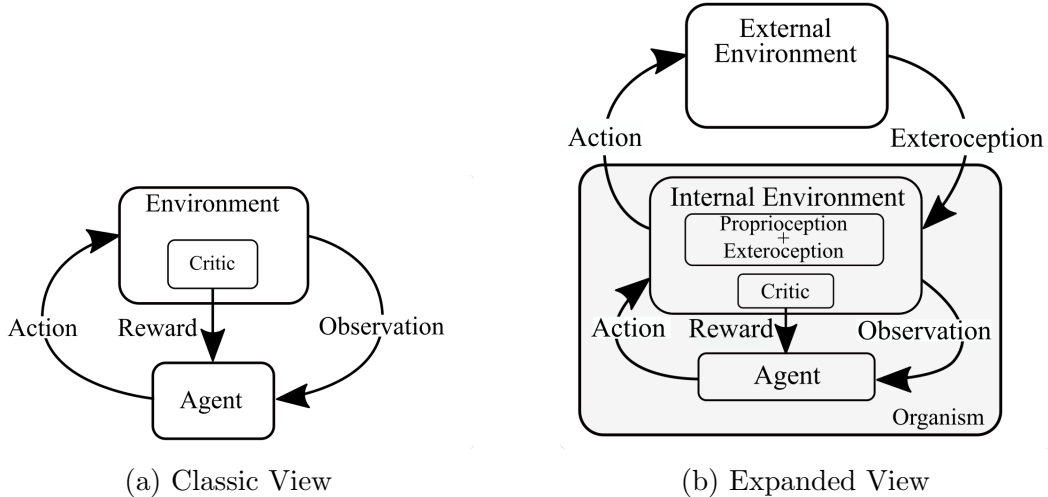 Environment
Critic
Action
Reward
Observation
Agent
(a) Classic View
External
Environment
Action
Exteroception
Internal Environment
Proprioception
+
Exteroception
Critic
Action
Reward
Observation
Agent
Organism
(b) Expanded View